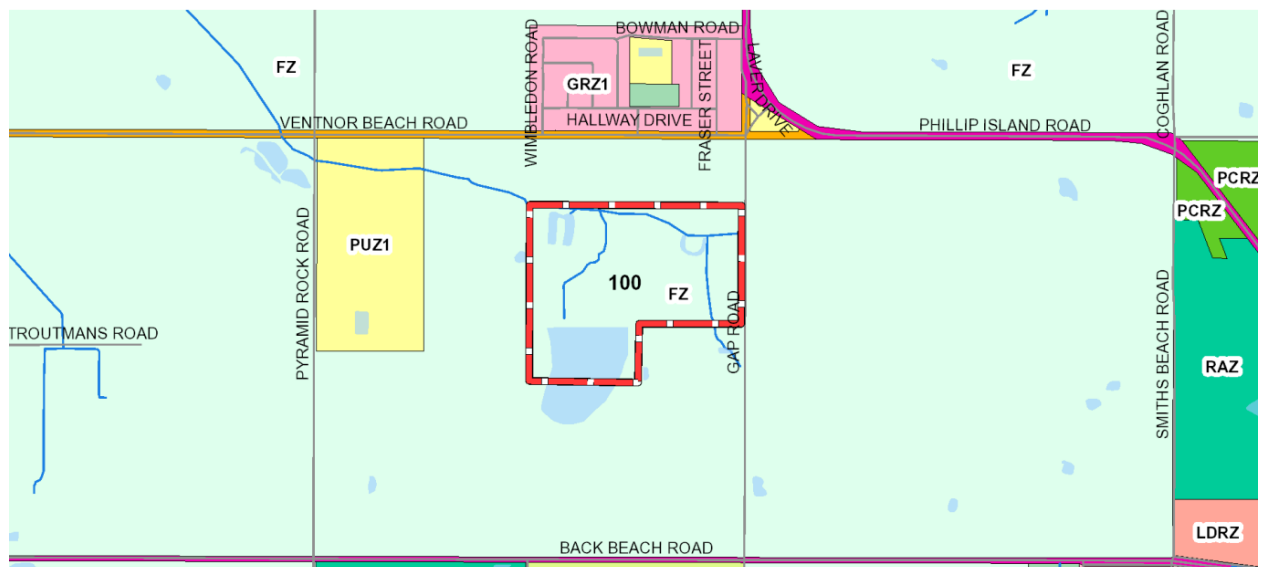 BOWMAN ROAD
WIMBLEDON ROAD
FZ
GRZ1
FRASER STREET
LAVER DRIVE
FZ
COGHLAN ROAD
VENTNOR BEACH ROAD
HALLWAY DRIVE
PHILLIP ISLAND ROAD
PCRZ
PCRZ
PUZ1
PYRAMID ROCK ROAD
100
FZ
GAP ROAD
SMITHS BEACH ROAD
TROUTMANS ROAD
RAZ
LDRZ
BACK BEACH ROAD